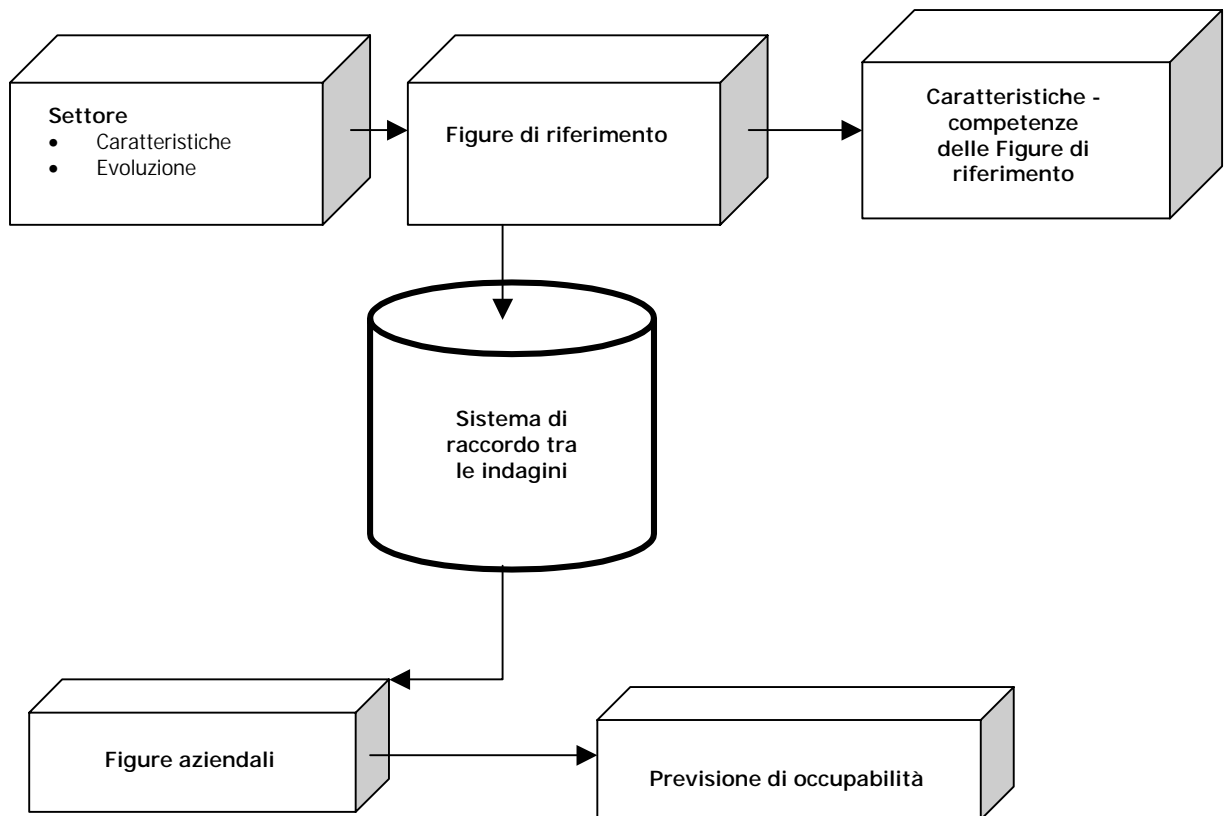 Settore
• Caratteristiche
• Evoluzione
Figure di riferimento
Caratteristiche -
competenze
delle Figure di
riferimento
Sistema di
raccordo tra
le indagini
Figure aziendali
Previsione di occupabilità